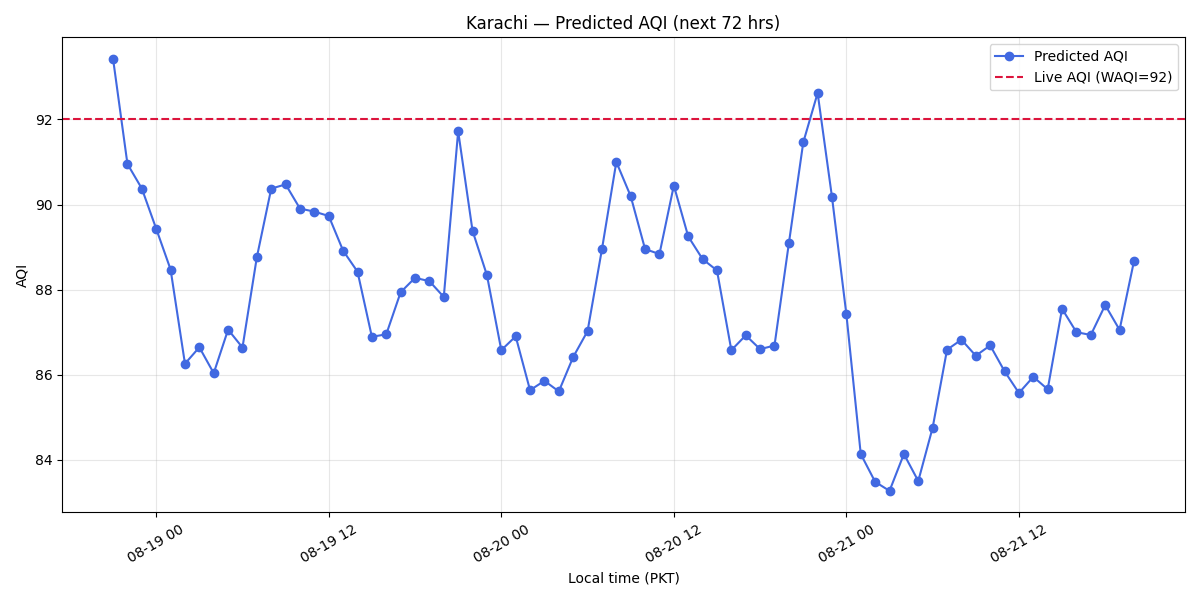 Karachi — Predicted AQI (next 72 hrs)
Predicted AQI
Live AQI (WAQI=92)
92
90
88
86
84
AQI
08-19 00
08-19 12
08-20 00
08-20 12
08-21 00
08-21 12
Local time (PKT)